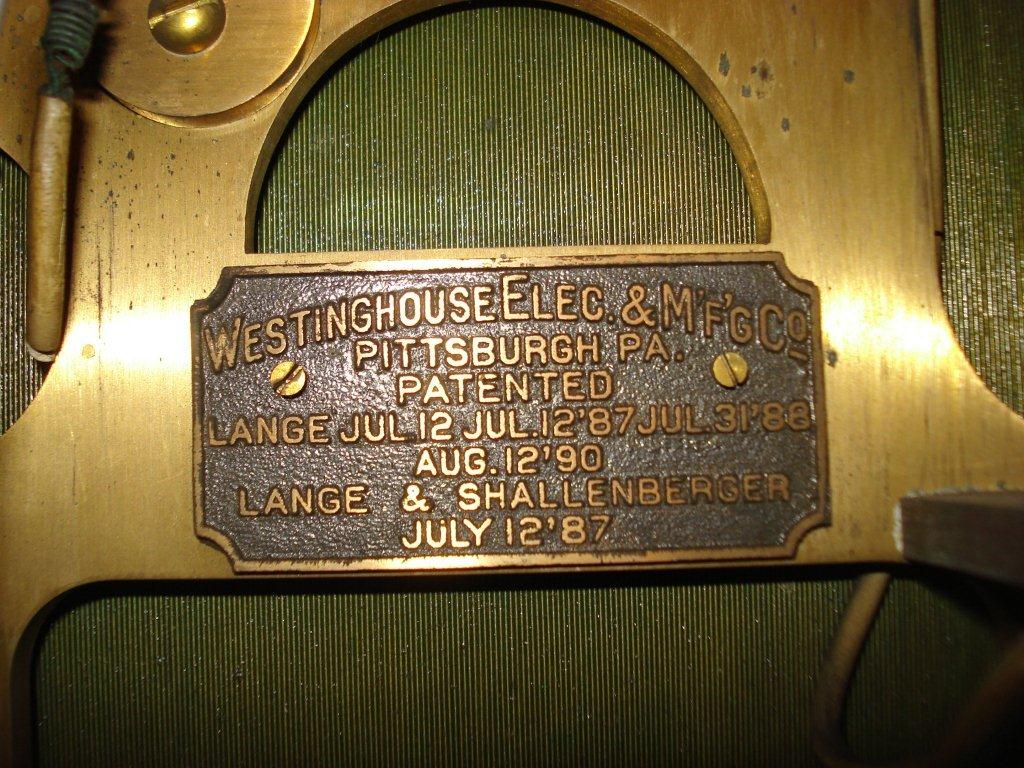 WESTINGHOUSE ELEC. & M'F'G CO
PITTSBURGH PA.
PATENTED
LANGE JUL.12 JUL.12'87 JUL.31'88
AUG.12'90
LANGE & SHALLENBERGER
JULY 12'87